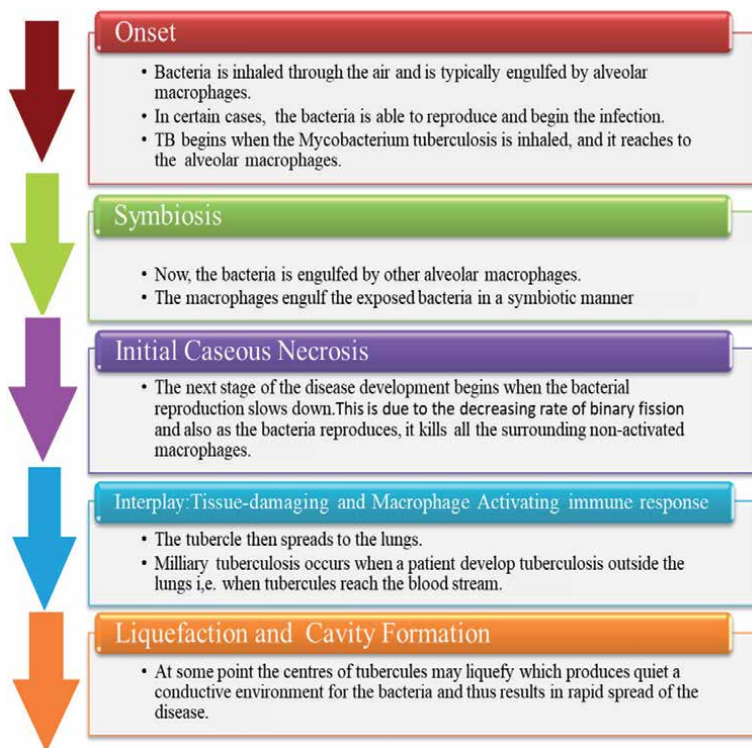 Onset
• Bacteria is inhaled through the air and is typically engulfed by alveolar
macrophages.
• In certain cases, the bacteria is able to reproduce and begin the infection.
• TB begins when the Mycobacterium tuberculosis is inhaled, and it reaches to
the alveolar macrophages.
Symbiosis
• Now, the bacteria is engulfed by other alveolar macrophages.
• The macrophages engulf the exposed bacteria in a symbiotic manner
Initial Caseous Necrosis
• The next stage of the disease development begins when the bacterial
reproduction slows down.This is due to the decreasing rate of binary fission
and also as the bacteria reproduces, it kills all the surrounding non-activated
macrophages.
Interplay:Tissue-damaging and Macrophage Activating immune response
• The tubercle then spreads to the lungs.
• Milliary tuberculosis occurs when a patient develop tuberculosis outside the
lungs i,e. when tubercules reach the blood stream.
Liquefaction and Cavity Formation
• At some point the centres of tubercules may liquefy which produces quiet a
conductive environment for the bacteria and thus results in rapid spread of the
disease.